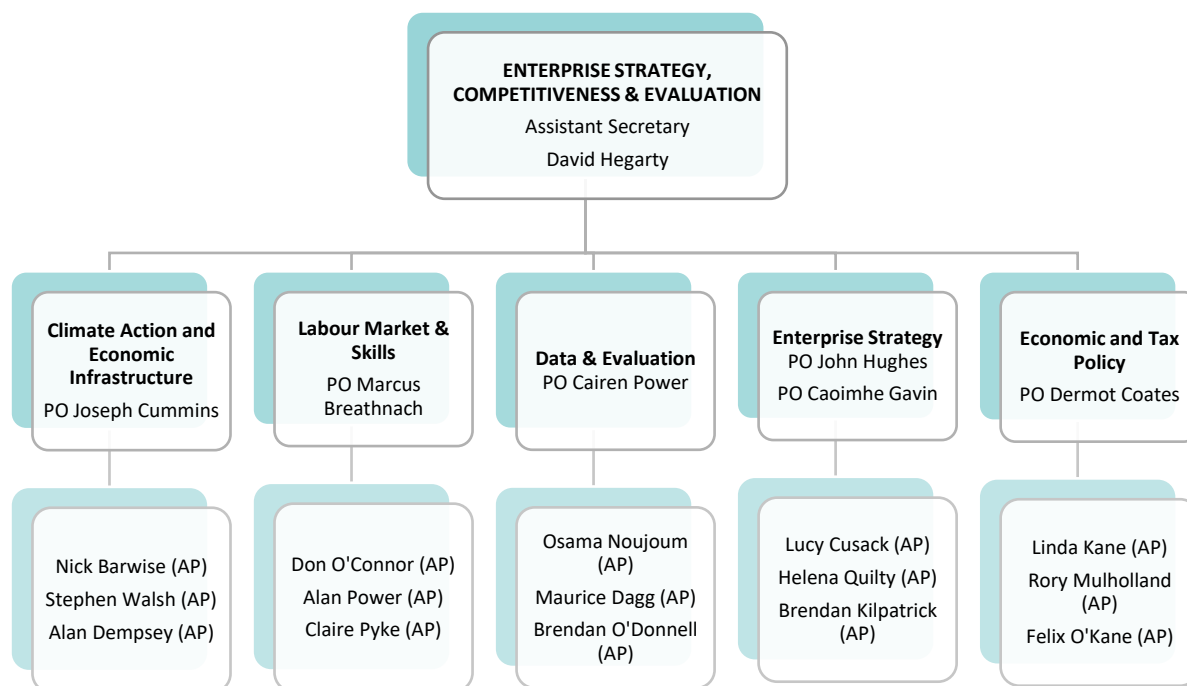 ENTERPRISE STRATEGY,
COMPETITIVENESS & EVALUATION
Assistant Secretary
David Hegarty
Climate Action and
Economic
Infrastructure
PO Joseph Cummins
Labour Market &
Skills
PO Marcus
Breathnach
Data & Evaluation
PO Cairen Power
Enterprise Strategy
PO John Hughes
PO Caoimhe Gavin
Economic and Tax
Policy
PO Dermot Coates
Nick Barwise (AP)
Stephen Walsh (AP)
Alan Dempsey (AP)
Don O'Connor (AP)
Alan Power (AP)
Claire Pyke (AP)
Osama Noujoum
(AP)
Maurice Dagg (AP)
Brendan O'Donnell
(AP)
Lucy Cusack (AP)
Helena Quilty (AP)
Brendan Kilpatrick
(AP)
Linda Kane (AP)
Rory Mulholland
(AP)
Felix O'Kane (AP)